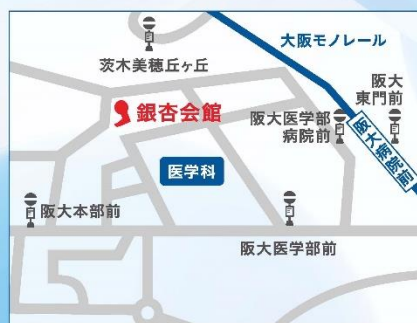 大阪モノレール
茨木美穂丘ヶ丘
銀杏会館
阪大医学部
病院前
阪大
東門前
阪大病院前
医学科
阪大本部前
阪大医学部前